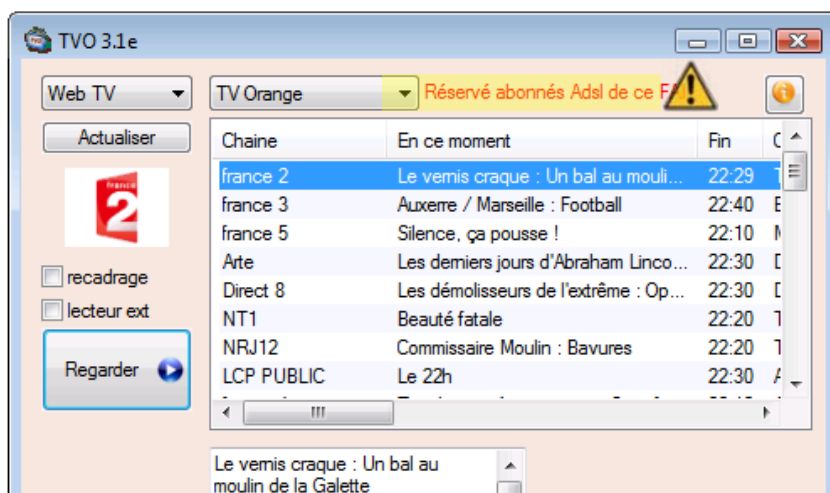 TVO 3.1e
Web TV
TV Orange
Réservé abonnés Adsl de ce
Actualiser
Chaine En ce moment Fin
france 2 Le vernis craque : Un bal au mouli... 22:29
france 3 Auxerre / Marseille : Football 22:40
france 5 Silence, ça pousse ! 22:10
Arte Les derniers jours d'Abraham Linco... 22:30
Direct 8 Les démolisseurs de l'extrême : Op... 22:30
NT1 Beauté fatale 22:20
NRJ12 Commissaire Moulin : Bavures 22:20
LCP PUBLIC Le 22h 22:30
france
2
recadrage
lecteur ext
Regarder
Le vernis craque : Un bal au
moulin de la Galette